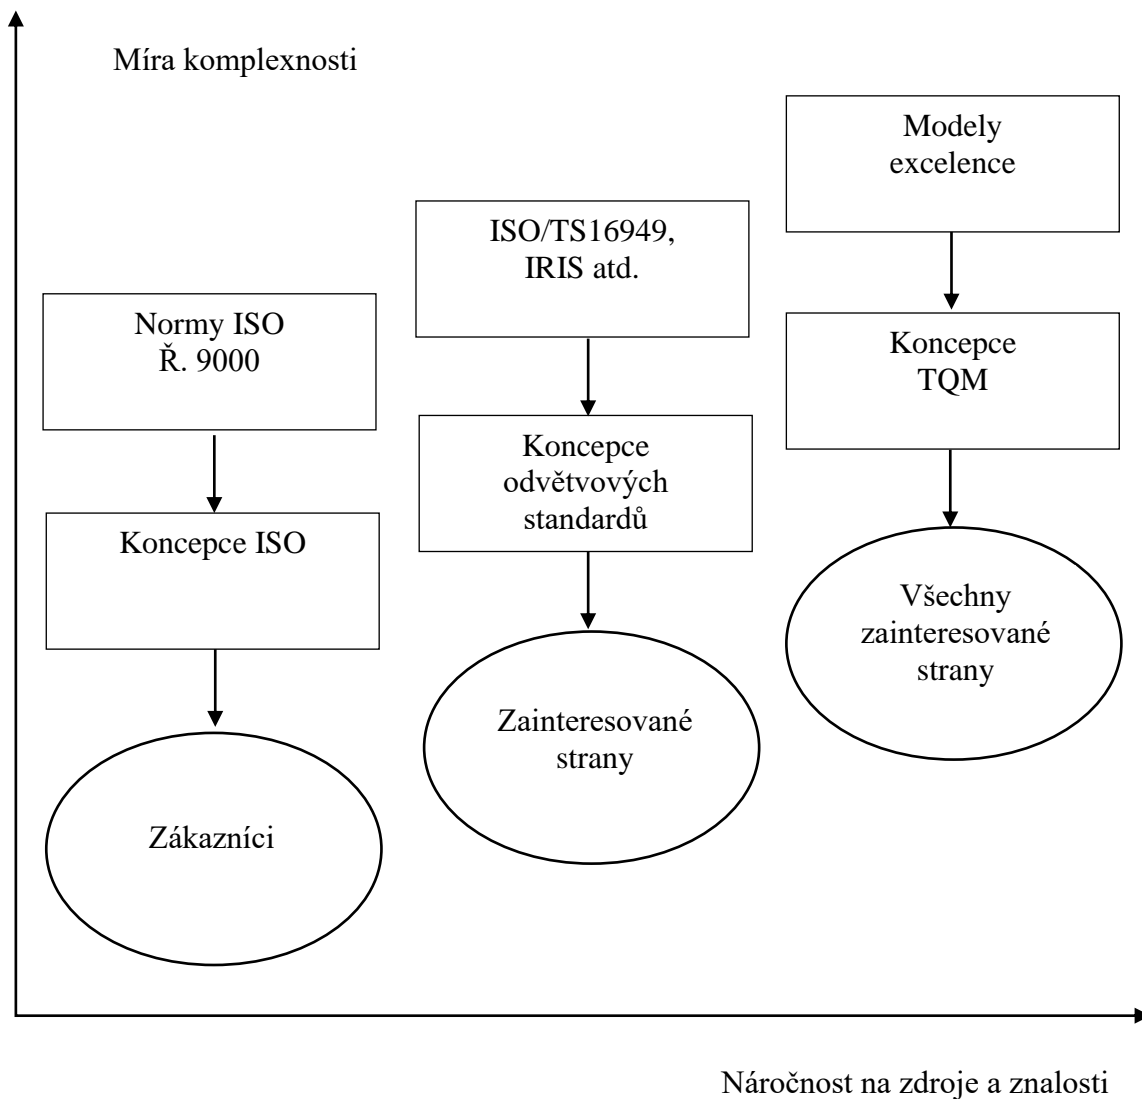 Míra komplexnosti
Modely
excelence
ISO/TS16949,
IRIS atd.
Normy ISO
Ř. 9000
Koncepce
TQM
Koncepce
odvětvových
standardů
Koncepce ISO
Všechny
zainteresované
strany
Zainteresované
strany
Zákazníci
Náročnost na zdroje a znalosti